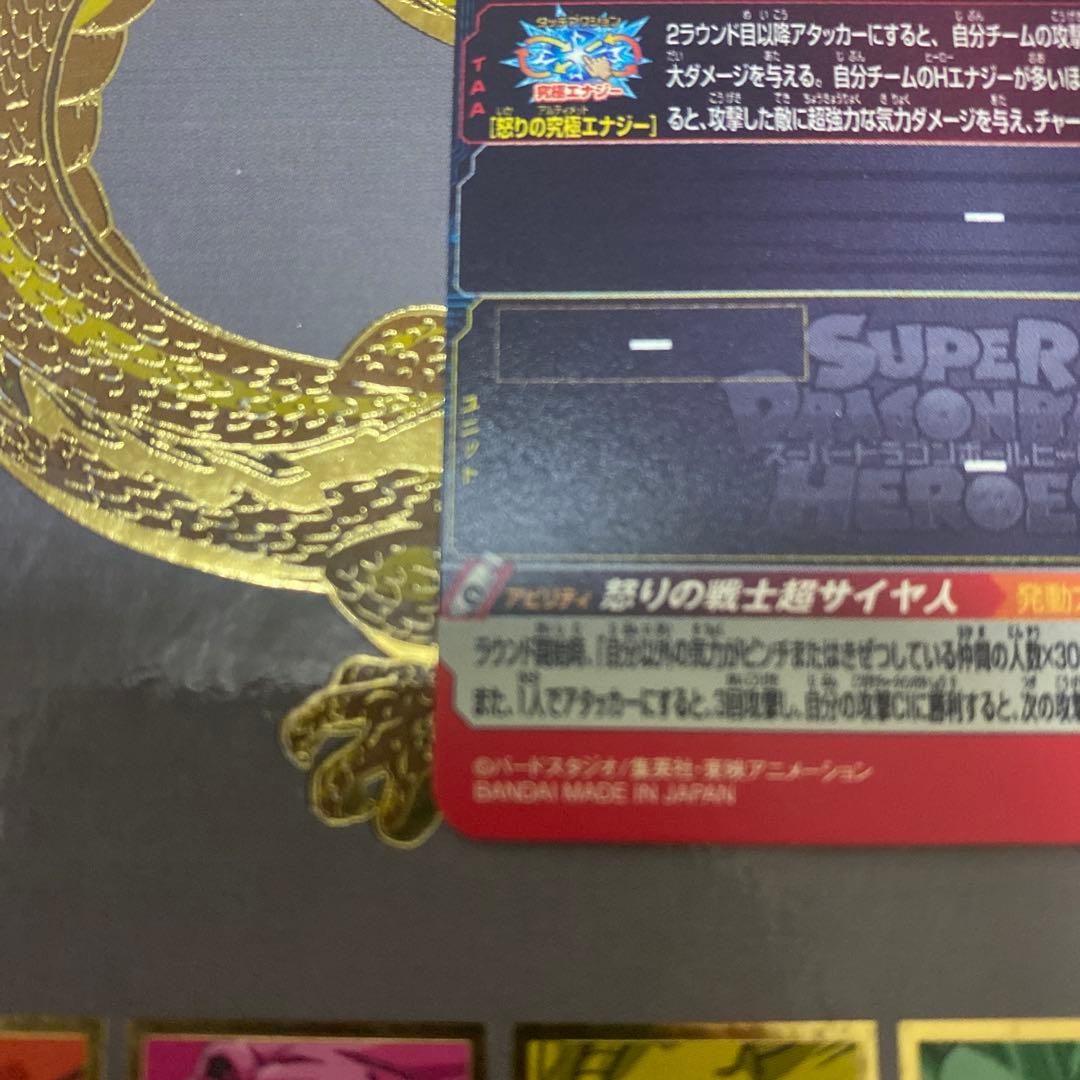 タッチアクション
究極エナジー
TAA
[怒りの究極エナジー]
2ラウンド目以降アタッカーにすると、自分チームの攻撃
大ダメージを与える。自分チームのHエナジーが多いほ
ると、攻撃した敵に超強力な気力ダメージを与え、チャー
ー
ユニット
ー
SUPER
DRAGON BA
スーパードラゴンボールヒー
ー
HEROES
アビリティ 怒りの戦士超サイヤ人 発動
ラウンド開始時、「自分以外の気力がピンチまたはきぜつしている仲間の人数×30
また、1人でアタッカーにすると、3回攻撃し、自分の攻撃CIに勝利すると、次の攻撃
©バードスタジオ/集英社・東映アニメーション
BANDAI MADE IN JAPAN